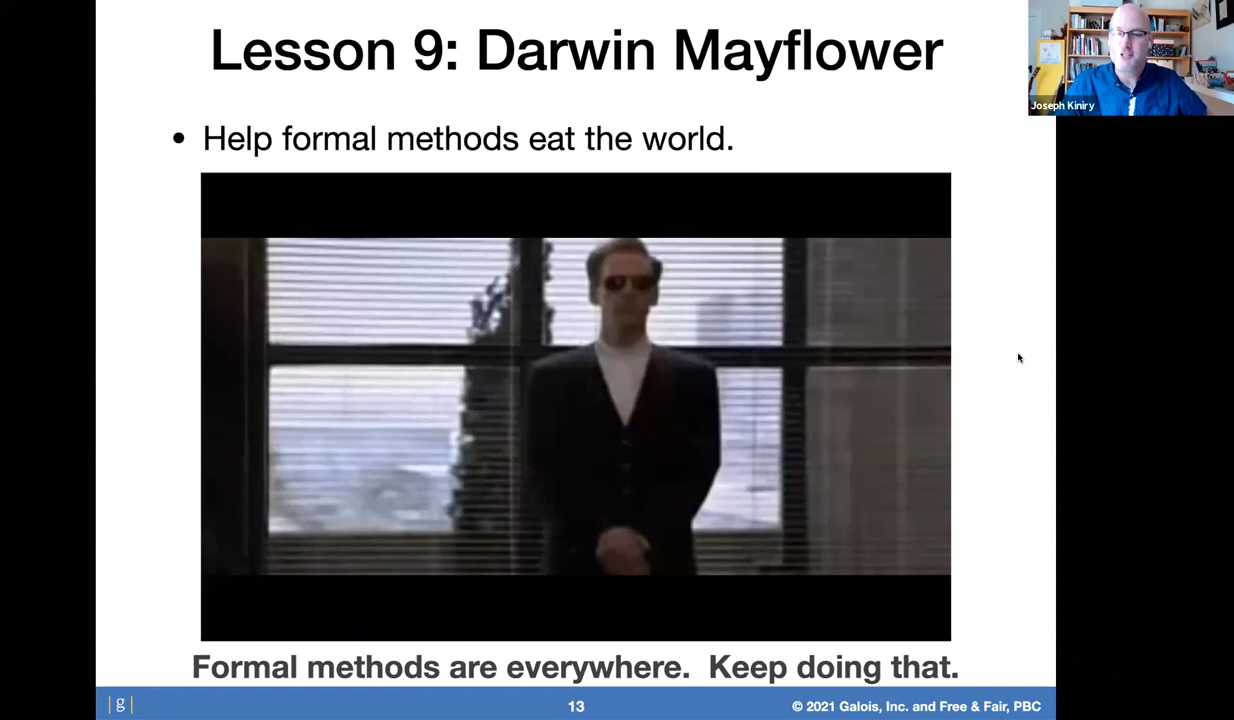 Lesson 9: Darwin Mayflower
Joseph Kiniry
• Help formal methods eat the world.
Formal methods are everywhere. Keep doing that.
|g|
13
© 2021 Galois, Inc. and Free & Fair, PBC